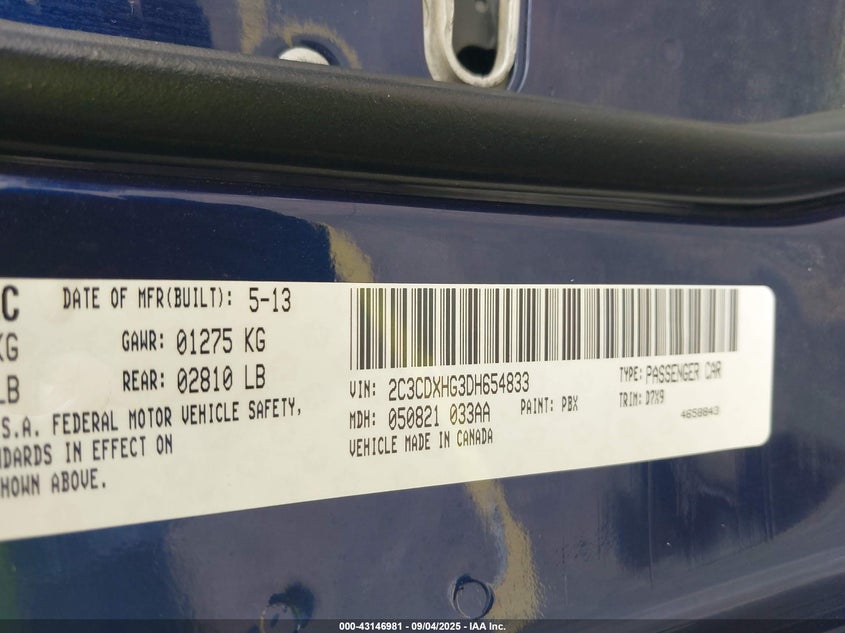 C DATE OF MFR(BUILT): 5-13
KG GAWR: 01275 KG
LB REAR: 02810 LB
S.A. FEDERAL MOTOR VEHICLE SAFETY,
NDARDS IN EFFECT ON
HOWN ABOVE.
VIN: 2C3CDXHG3DH654833 TYPE: PASSENGER CAR
MDH: 050821 033AA PAINT: PBX TRIM: D7X9
VEHICLE MADE IN CANADA 4658843
000-43146981 - 09/04/2025 - IAA Inc.